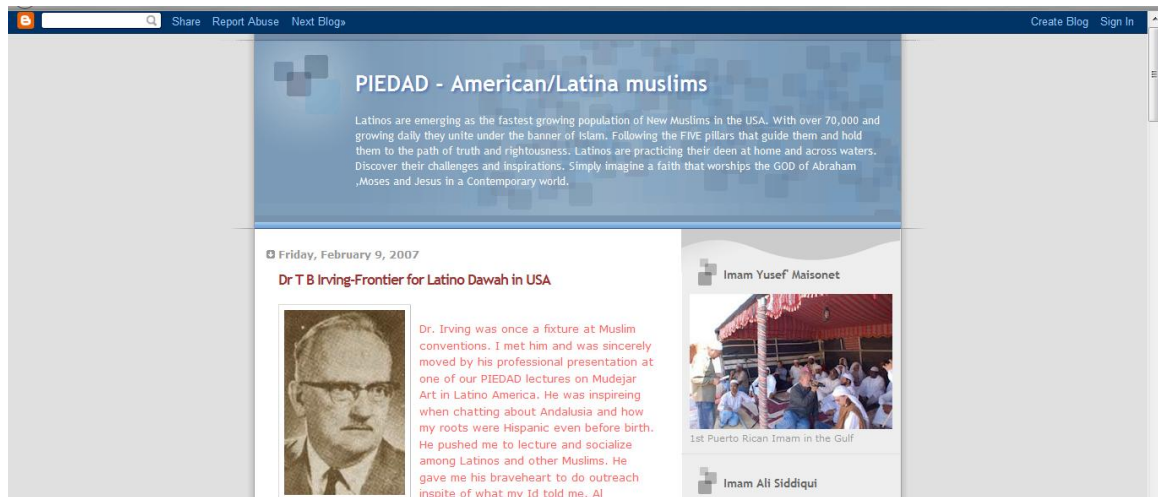 Share Report Abuse Next Blog» Create Blog Sign In
PIEDAD - American/Latina muslims
Latinos are emerging as the fastest growing population of New Muslims in the USA. With over 70,000 and
growing daily they unite under the banner of Islam. Following the FIVE pillars that guide them and hold
them to the path of truth and rightousness. Latinos are practicing their deen at home and across waters.
Discover their challenges and inspirations. Simply imagine a faith that worships the GOD of Abraham
,Moses and Jesus in a Contemporary world.
Friday, February 9, 2007
Dr T B Irving-Frontier for Latino Dawah in USA
Dr. Irving was once a fixture at Muslim
conventions. I met him and was sincerely
moved by his professional presentation at
one of our PIEDAD lectures on Mudejar
Art in Latino America. He was inspireing
when chatting about Andalusia and how
my roots were Hispanic even before birth.
He pushed me to lecture and socialize
among Latinos and other Muslims. He
gave me his braveheart to do outreach
inspite of what my Id told me. Al
Imam Yusef Maisonet
1st Puerto Rican Imam in the Gulf
Imam Ali Siddiqui